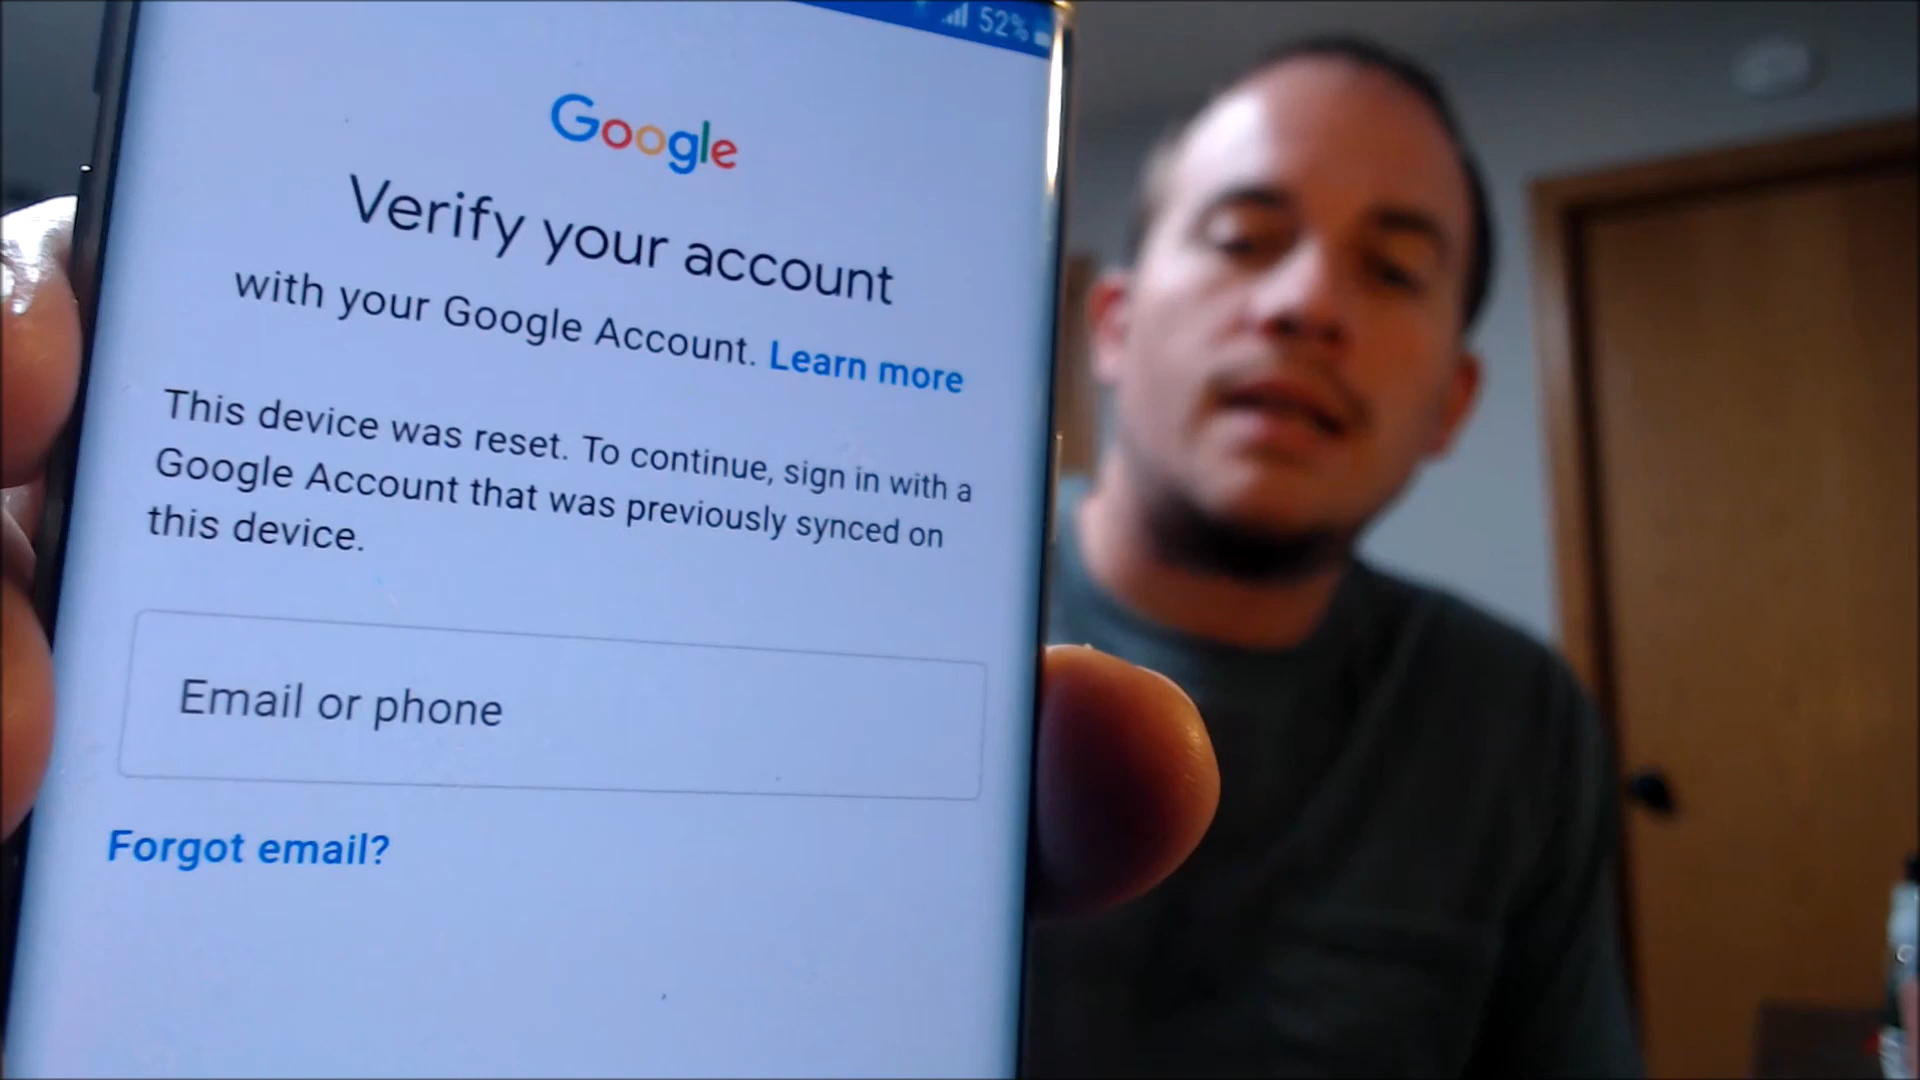 52%
Google
Verify your account
with your Google Account. Learn more
This device was reset. To continue, sign in with a
Google Account that was previously synced on
this device.
Email or phone
Forgot email?